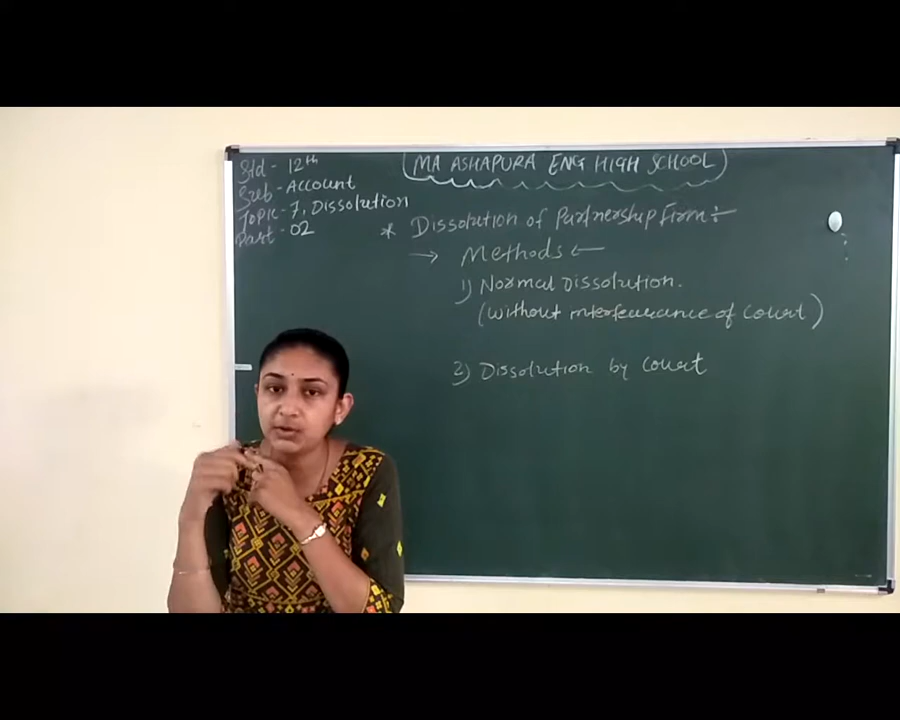 Std - 12th
Sub - Account
Topic - 7, Dissolution
Part - 02
MA ASHAPURA ENG HIGH SCHOOL
* Dissolution of Partnership Firm :-
→ Methods ←
1) Normal Dissolution.
(without interfeurance of court)
2) Dissolution by court